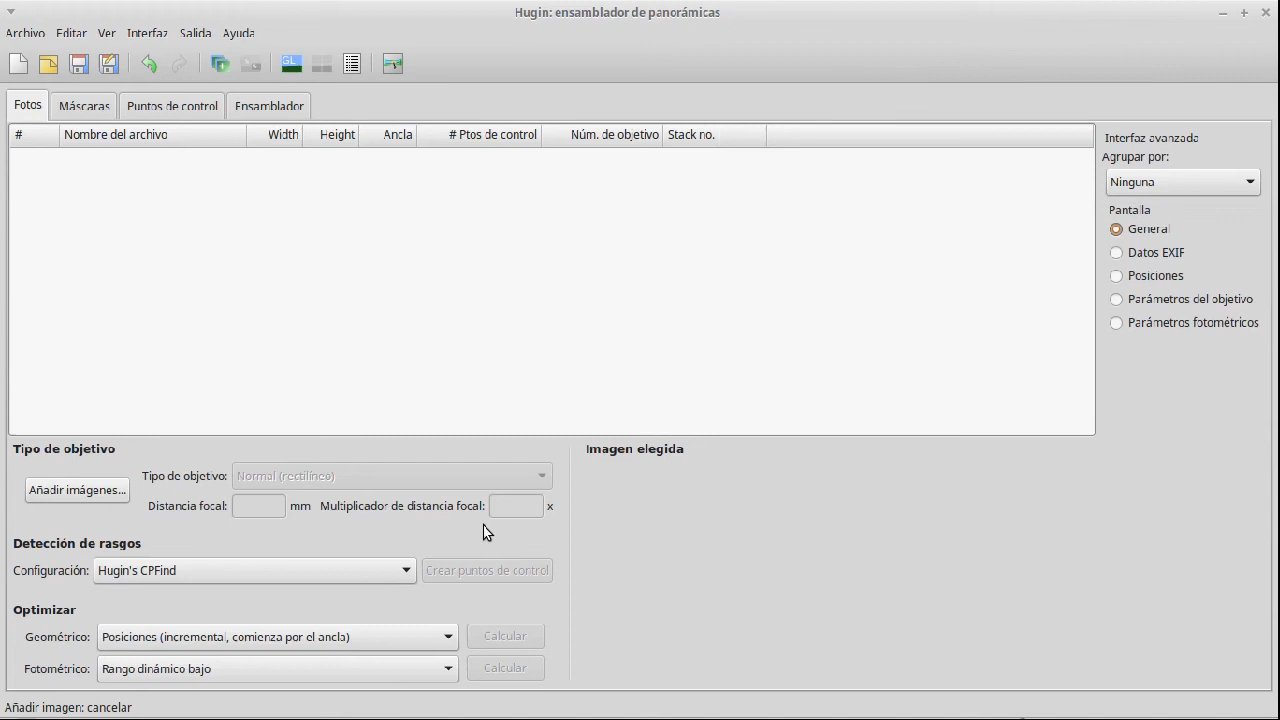 Hugin: ensamblador de panorámicas
Archivo Editar Ver Interfaz Salida Ayuda
GL
Fotos Máscaras Puntos de control Ensamblador
# Nombre del archivo Width Height Ancla # Ptos de control Núm. de objetivo Stack no.
Interfaz avanzada
Agrupar por:
Ninguna
Pantalla
General
Datos EXIF
Posiciones
Parámetros del objetivo
Parámetros fotométricos
Tipo de objetivo
Añadir imágenes...
Tipo de objetivo: Normal (rectilíneo)
Distancia focal: mm Multiplicador de distancia focal: x
Detección de rasgos
Configuración: Hugin's CPFind Crear puntos de control
Optimizar
Geométrico: Posiciones (incremental, comienza por el ancla) Calcular
Fotométrico: Rango dinámico bajo Calcular
Imagen elegida
Añadir imagen: cancelar